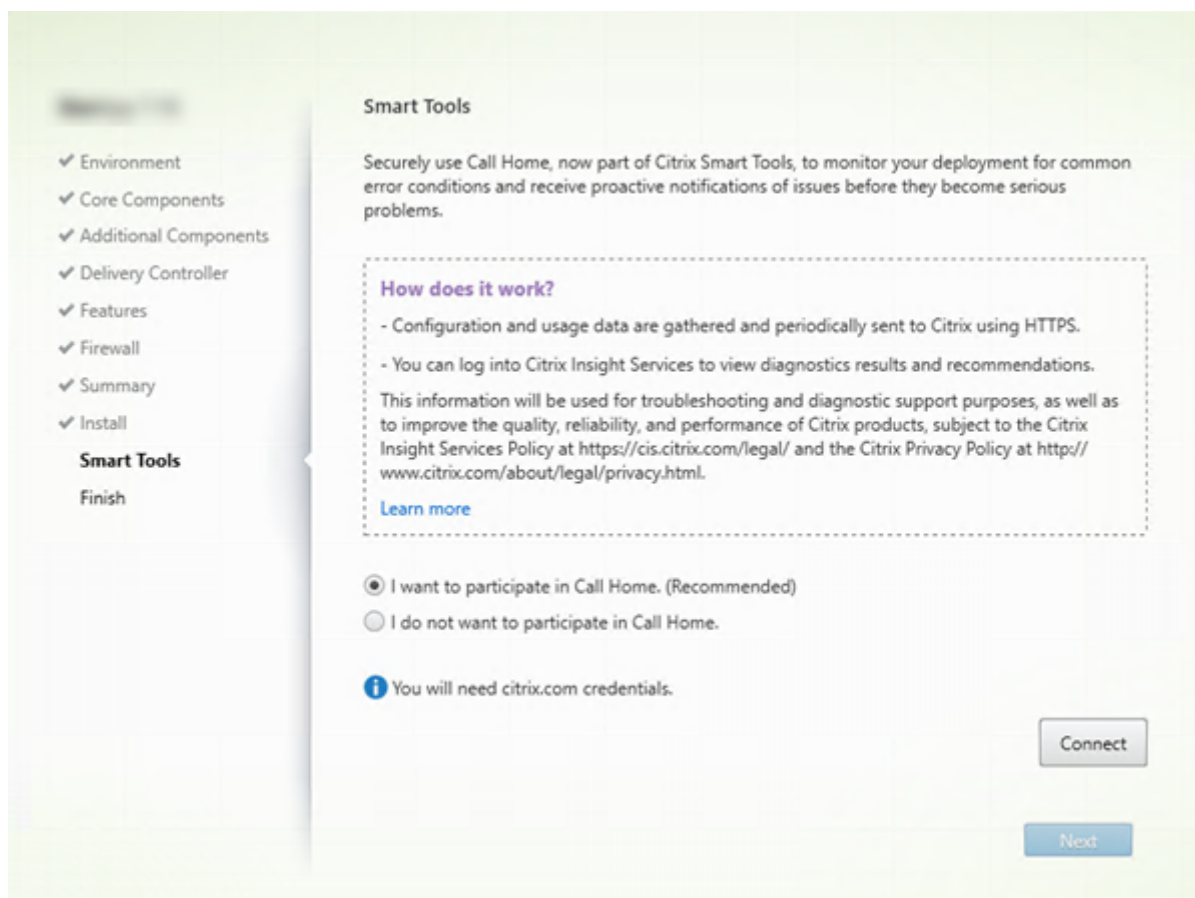 Smart Tools
Environment
Core Components
Additional Components
Delivery Controller
Features
Firewall
Summary
Install
Smart Tools
Finish
Securely use Call Home, now part of Citrix Smart Tools, to monitor your deployment for common
error conditions and receive proactive notifications of issues before they become serious
problems.
How does it work?
- Configuration and usage data are gathered and periodically sent to Citrix using HTTPS.
- You can log into Citrix Insight Services to view diagnostics results and recommendations.
This information will be used for troubleshooting and diagnostic support purposes, as well as
to improve the quality, reliability, and performance of Citrix products, subject to the Citrix
Insight Services Policy at https://cis.citrix.com/legal/ and the Citrix Privacy Policy at http://
www.citrix.com/about/legal/privacy.html.
Learn more
I want to participate in Call Home. (Recommended)
I do not want to participate in Call Home.
You will need citrix.com credentials.
Connect
Next